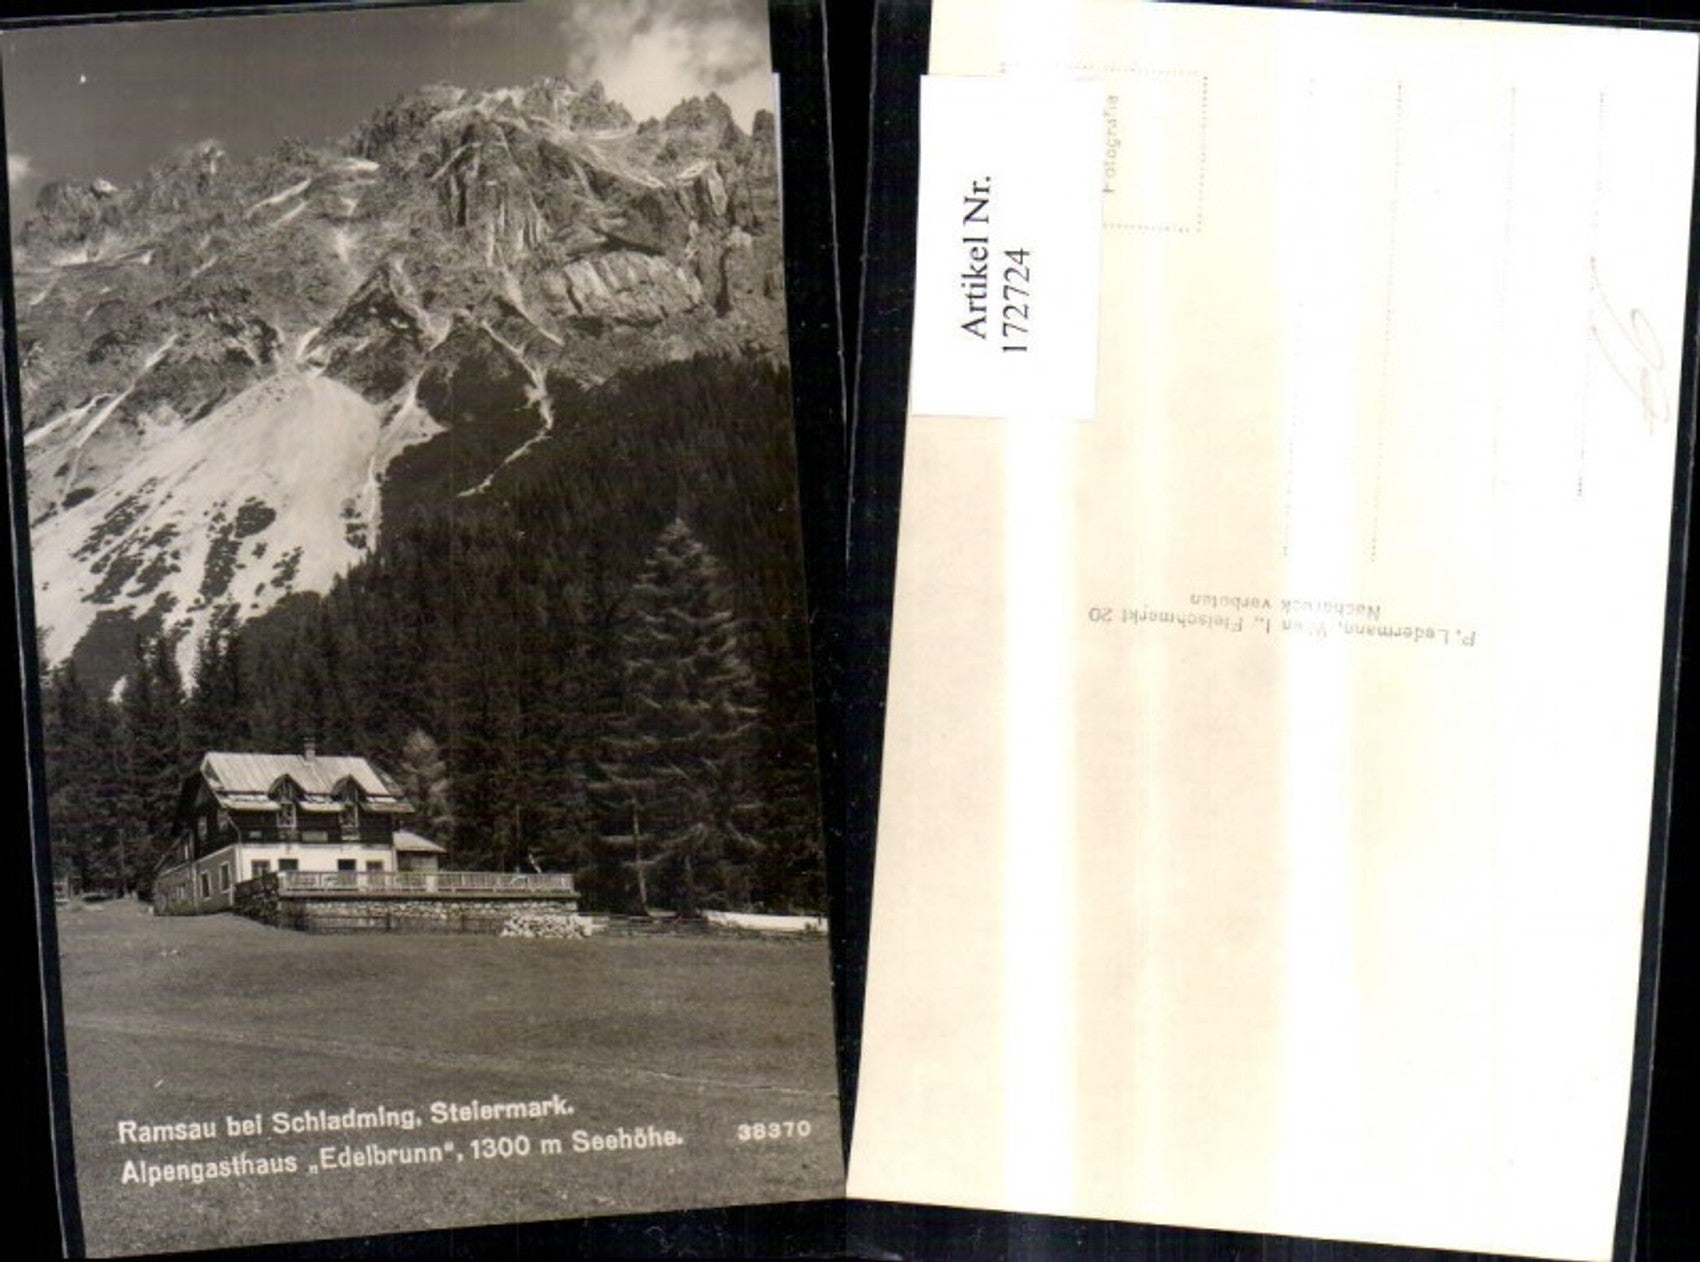 Ramsau bei Schladming, Steiermark.
Alpengasthaus „Edelbrunn", 1300 m Seehöhe.
38370
Artikel Nr.
172724
Fotografia
P. Ledermann, Wien I., Fleischmarkt 20
Nachdruck verboten